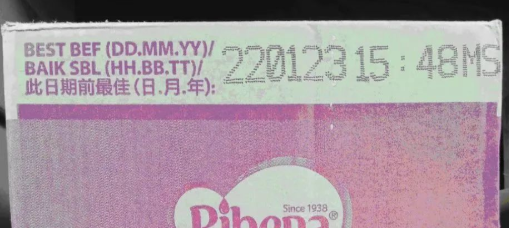 BEST BEF (DD.MM.YY)/
BAIK SBL (HH.BB.TT)/
此日期前最佳(日.月.年):
22012315:48MS
Since 1938
Ribena®